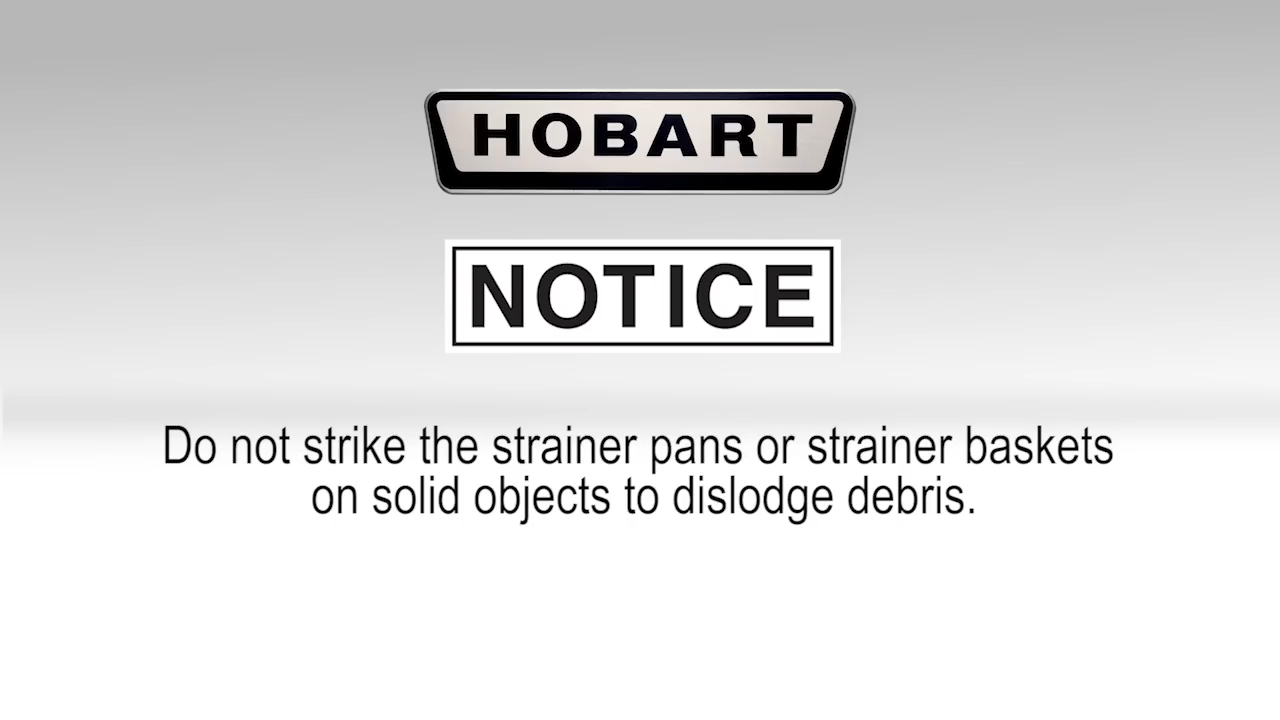 HOBART
NOTICE
Do not strike the strainer pans or strainer baskets
on solid objects to dislodge debris.